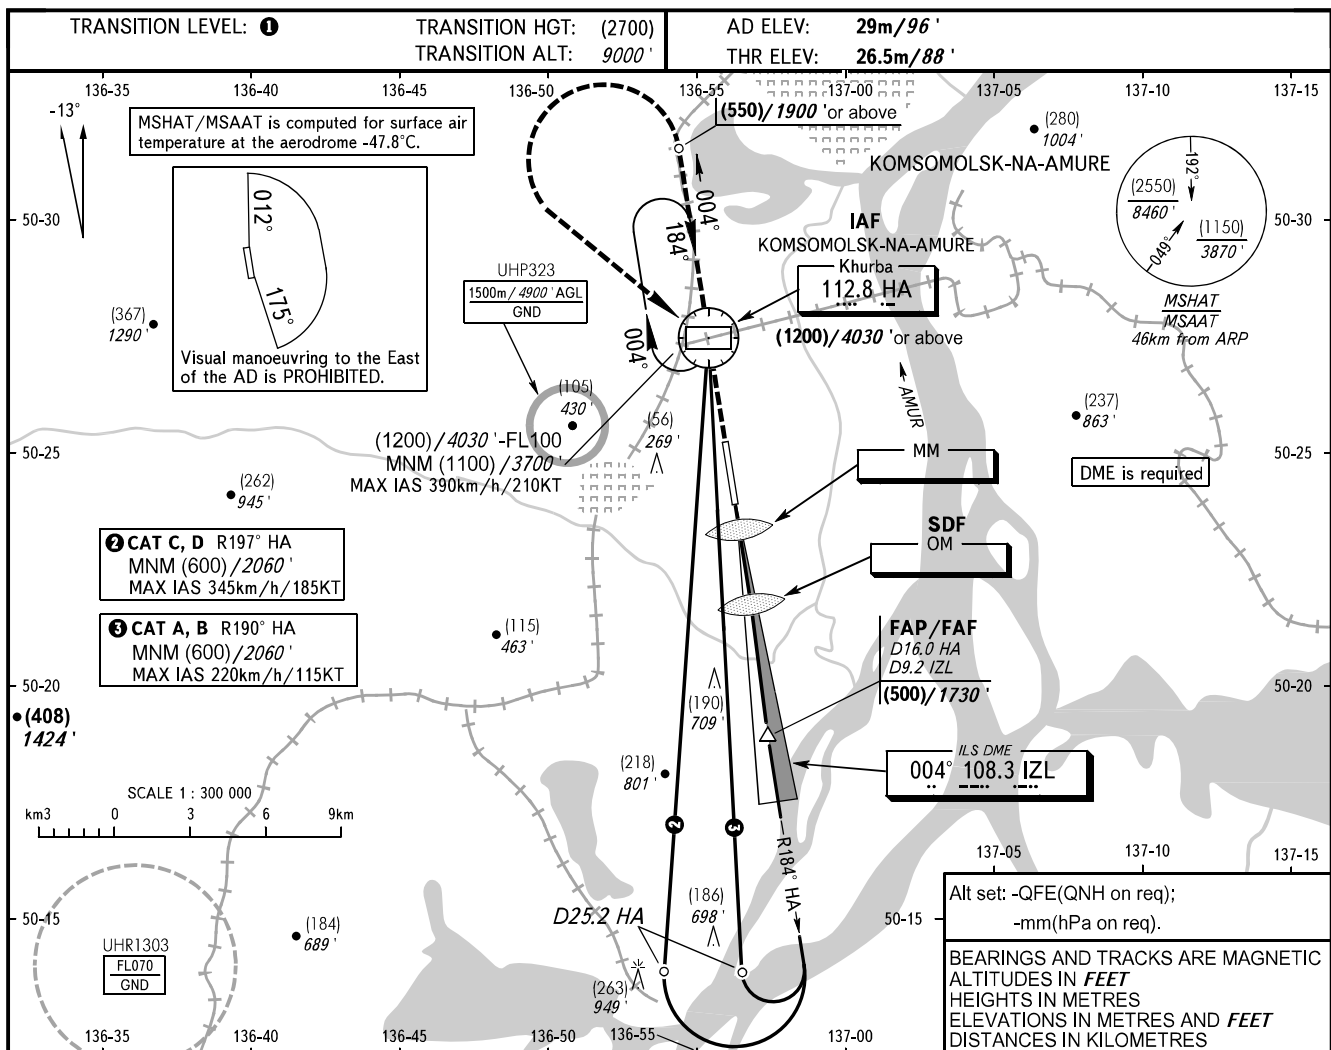 TRANSITION LEVEL: ❶
TRANSITION HGT: (2700)
TRANSITION ALT: 9000 '
AD ELEV: 29m/96 '
THR ELEV: 26.5m/88 '
136-35 136-40 136-45 136-50 136-55 137-00 137-05 137-10 137-15
-13°
MSHAT/MSAAT is computed for surface air
temperature at the aerodrome -47.8°C.
012°
175°
Visual manoeuvring to the East
of the AD is PROHIBITED.
(550)/1900 'or above
(280)
1004 '
KOMSOMOLSK-NA-AMURE
192°
(2550)
8460 '
(1150)
3870 '
049°
MSHAT
MSAAT
46km from ARP
50-30
50-30
004°
184°
004°
IAF
KOMSOMOLSK-NA-AMURE
Khurba
112.8 HA
(1200)/4030 'or above
UHP323
1500m/4900 'AGL
GND
(367)
1290 '
(105)
430 '
(56)
269 '
AMUR
(237)
863 '
50-25
50-25
(1200)/4030 '-FL100
MNM (1100)/3700 '
MAX IAS 390km/h/210KT
MM
DME is required
(262)
945 '
SDF
OM
❷ CAT C, D R197° HA
MNM (600)/2060 '
MAX IAS 345km/h/185KT
❸ CAT A, B R190° HA
MNM (600)/2060 '
MAX IAS 220km/h/115KT
(115)
463 '
FAP/FAF
D16.0 HA
D9.2 IZL
(500)/1730 '
50-20
50-20
(408)
1424 '
(190)
709 '
(218)
801 '
ILS DME
004° 108.3 IZL
SCALE 1 : 300 000
km3 0 3 6 9km
❷
❸
R184° HA
137-05 137-10 137-15
(186)
698 '
D25.2 HA
50-15
50-15
(184)
689 '
UHR1303
FL070
GND
(263)
949 '
Alt set: -QFE(QNH on req);
-mm(hPa on req).
BEARINGS AND TRACKS ARE MAGNETIC
ALTITUDES IN FEET
HEIGHTS IN METRES
ELEVATIONS IN METRES AND FEET
DISTANCES IN KILOMETRES
136-35 136-40 136-50 136-55 137-00